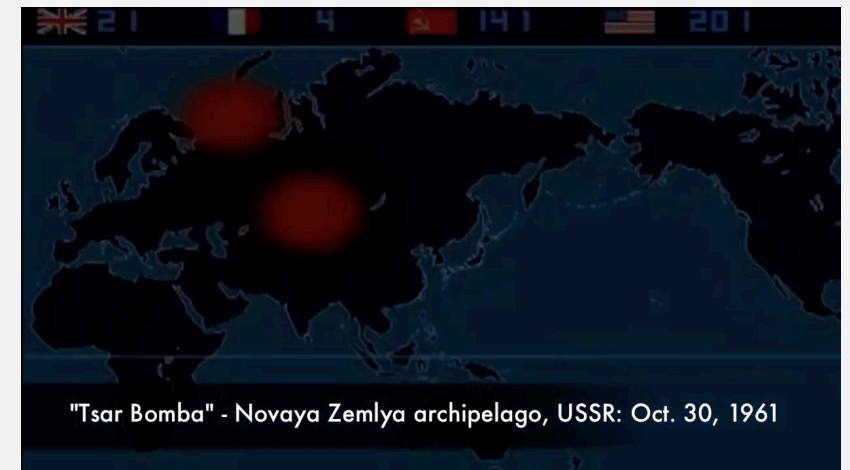 21 4 141 201
"Tsar Bomba" - Novaya Zemlya archipelago, USSR: Oct. 30, 1961